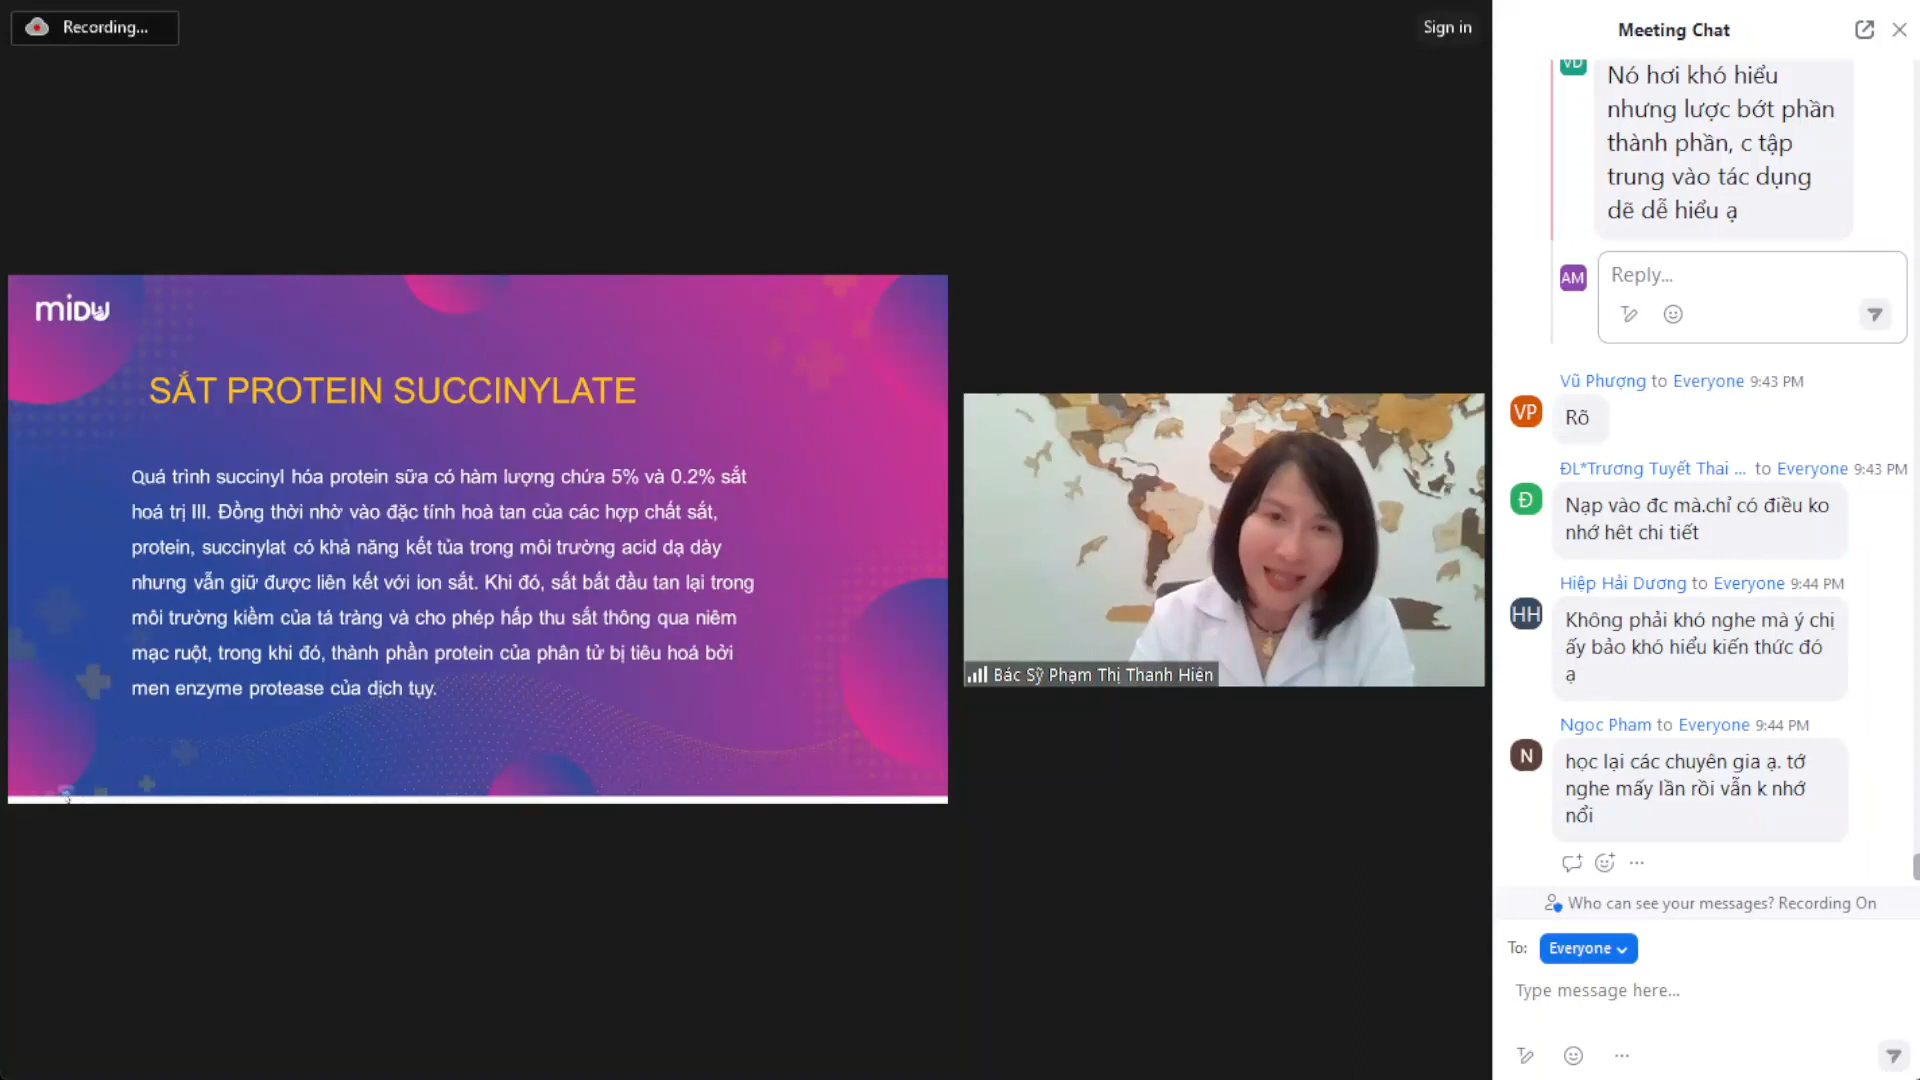 Recording...
Sign in
miDU
SẮT PROTEIN SUCCINYLATE
Quá trình succinyl hóa protein sữa có hàm lượng chứa 5% và 0.2% sắt
hoá trị III. Đồng thời nhờ vào đặc tính hoà tan của các hợp chất sắt,
protein, succinylat có khả năng kết tủa trong môi trường acid dạ dày
nhưng vẫn giữ được liên kết với ion sắt. Khi đó, sắt bắt đầu tan lại trong
môi trường kiềm của tá tràng và cho phép hấp thu sắt thông qua niêm
mạc ruột, trong khi đó, thành phần protein của phân tử bị tiêu hoá bởi
men enzyme protease của dịch tụy.
Bác Sỹ Phạm Thị Thanh Hiên
Meeting Chat
VD
Nó hơi khó hiểu
nhưng lược bớt phần
thành phần, c tập
trung vào tác dụng
dẽ dễ hiểu ạ
AM
Reply...
Vũ Phượng to Everyone 9:43 PM
VP
Rõ
ĐL*Trương Tuyết Thai ... to Everyone 9:43 PM
Đ
Nạp vào đc mà.chỉ có điều ko
nhớ hêt chi tiết
Hiệp Hải Dương to Everyone 9:44 PM
HH
Không phải khó nghe mà ý chị
ấy bảo khó hiểu kiến thức đó
ạ
Ngoc Pham to Everyone 9:44 PM
N
học lại các chuyên gia ạ. tớ
nghe mấy lần rồi vẫn k nhớ
nổi
Who can see your messages? Recording On
To: Everyone
Type message here...